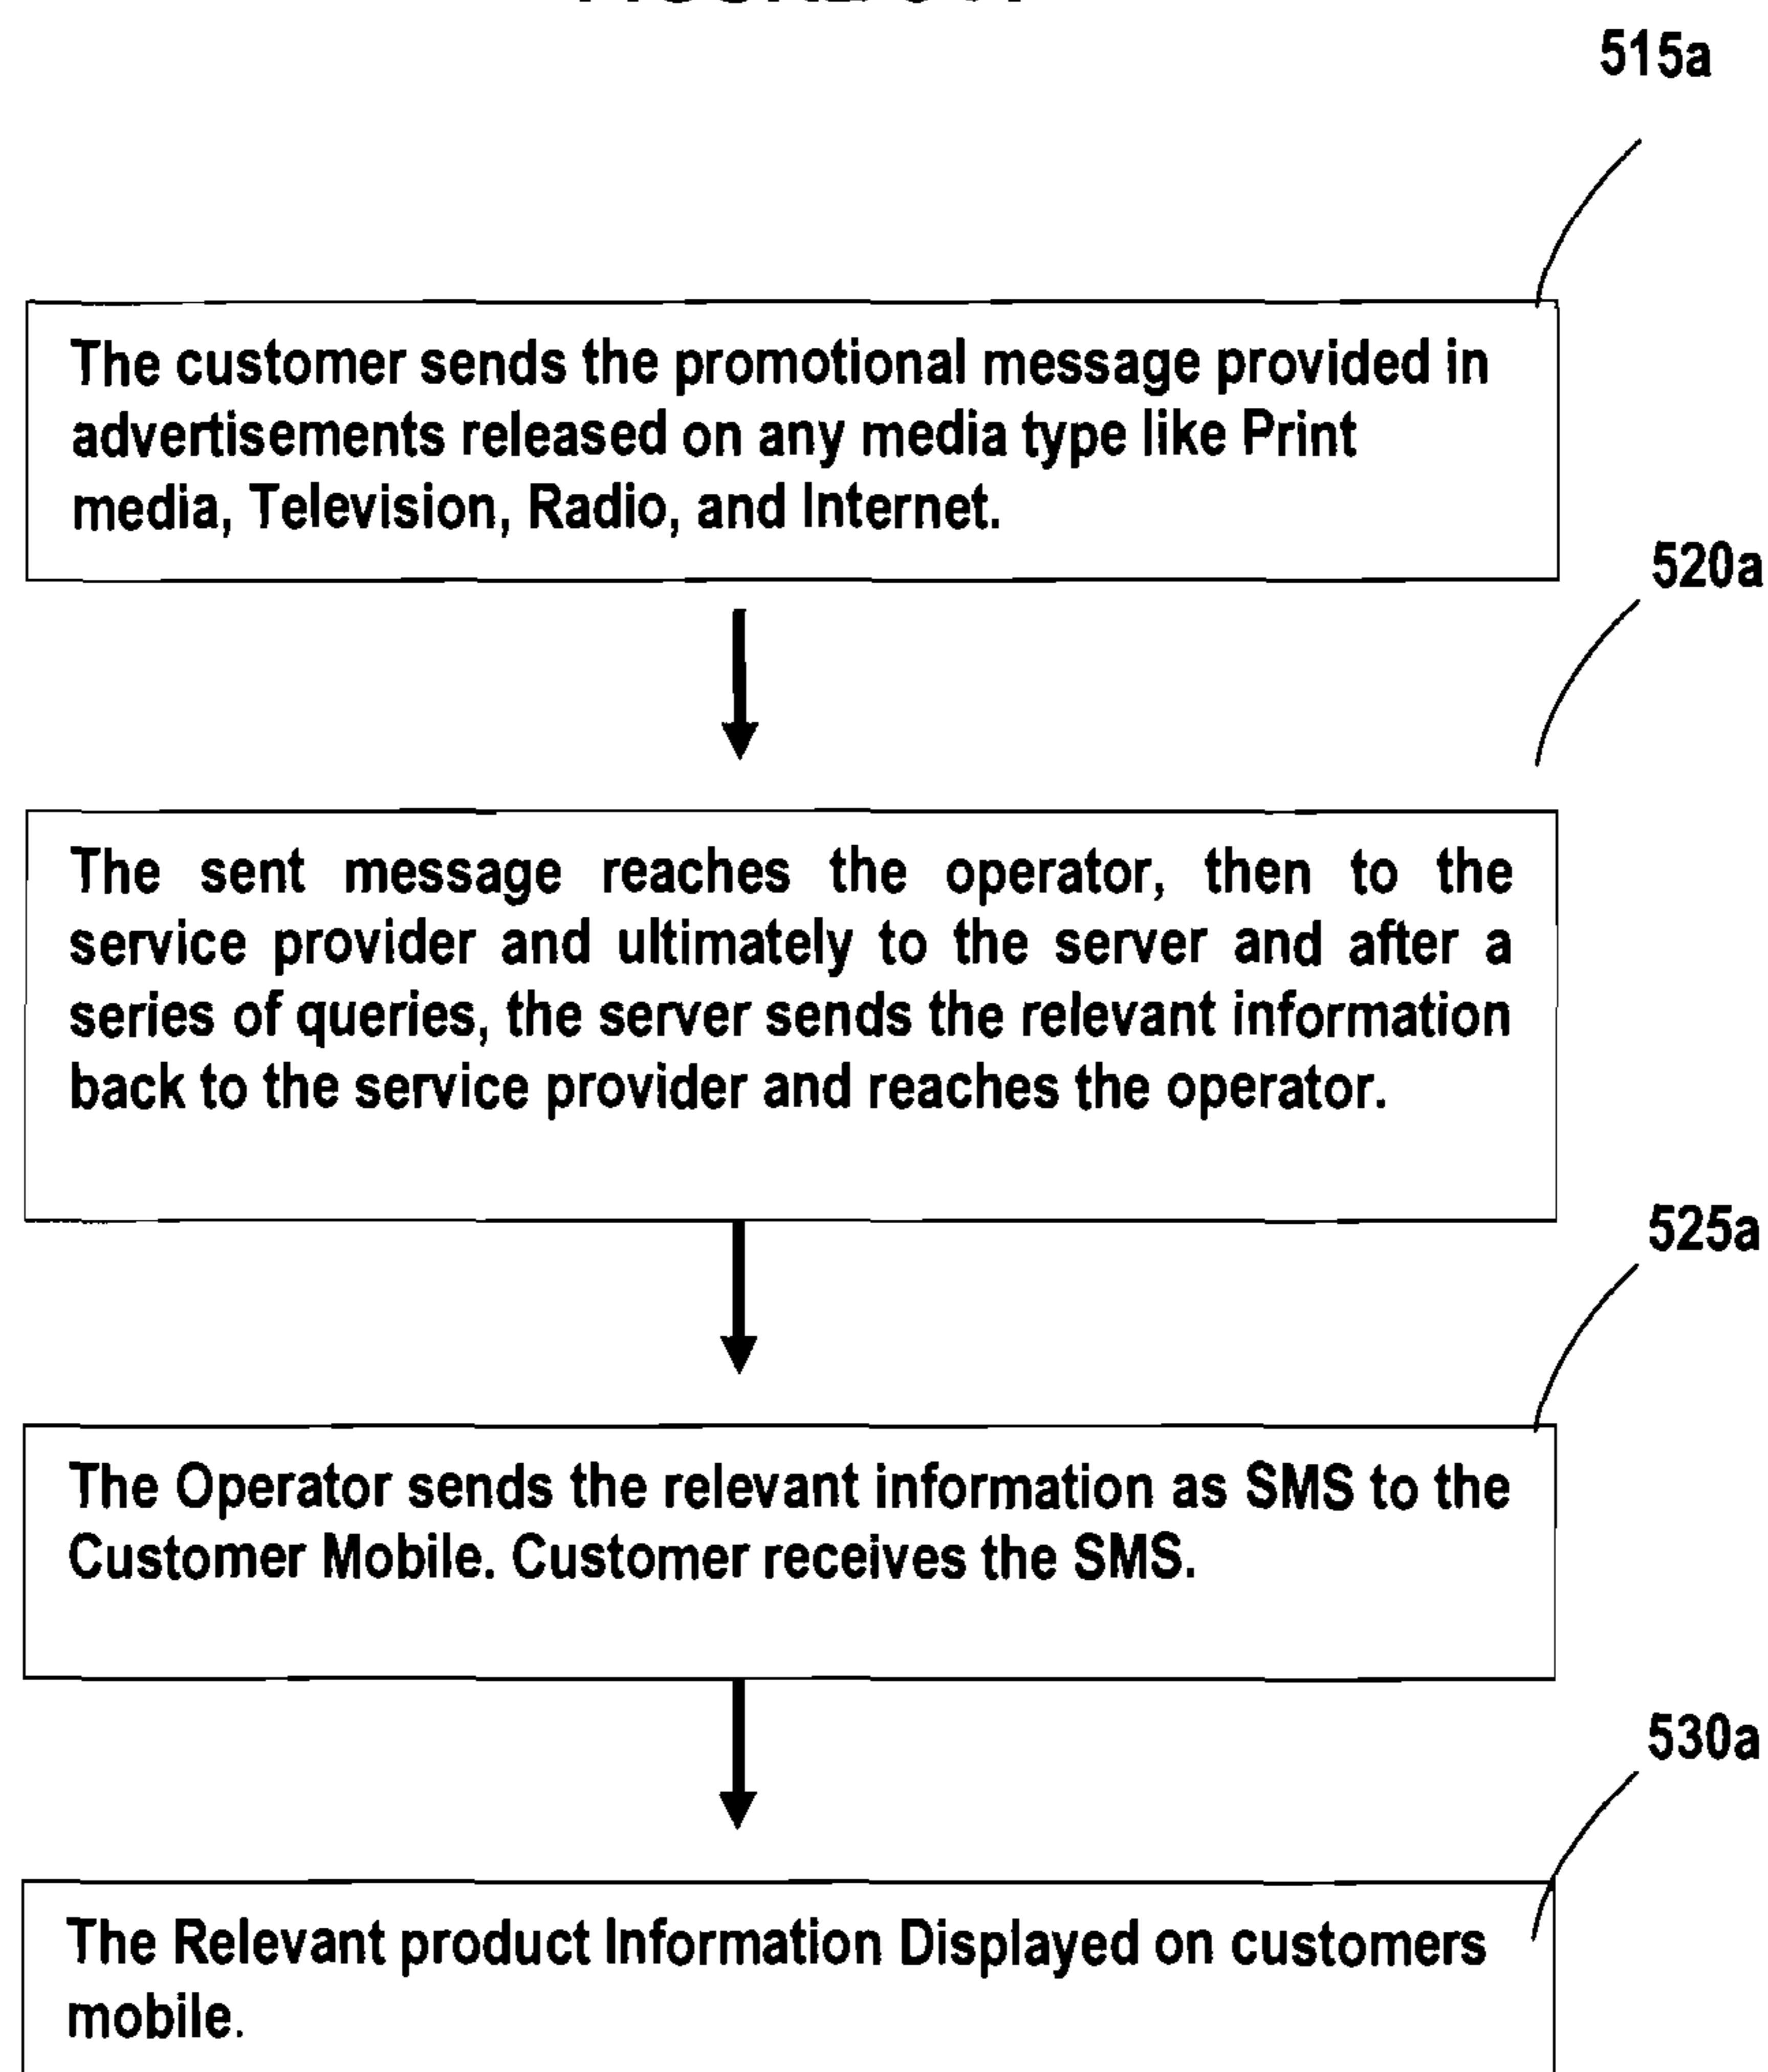 515a
The customer sends the promotional message provided in
advertisements released on any media type like Print
media, Television, Radio, and Internet.
520a
The sent message reaches the operator, then to the
service provider and ultimately to the server and after a
series of queries, the server sends the relevant information
back to the service provider and reaches the operator.
525a
The Operator sends the relevant information as SMS to the
Customer Mobile. Customer receives the SMS.
530a
The Relevant product Information Displayed on customers
mobile.